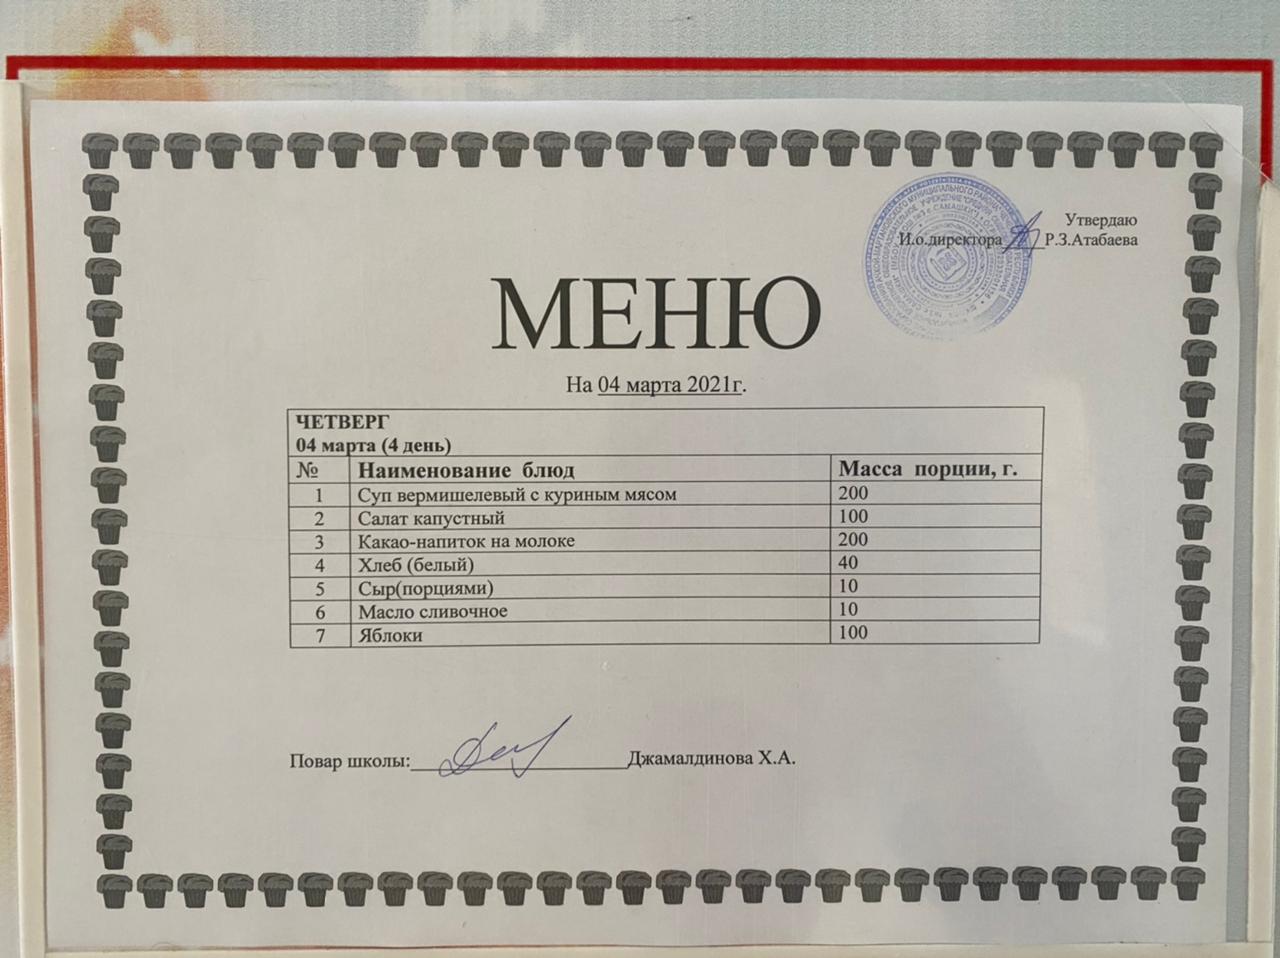 Утвердаю
И.о.директора____Р.З.Атабаева
МЕНЮ
На 04 марта 2021г.
ЧЕТВЕРГ
04 марта (4 день)
№ Наименование блюд Масса порции, г.
1 Суп вермишелевый с куриным мясом 200
2 Салат капустный 100
3 Какао-напиток на молоке 200
4 Хлеб (белый) 40
5 Сыр(порциями) 10
6 Масло сливочное 10
7 Яблоки 100
Повар школы:____________________Джамалдинова Х.А.